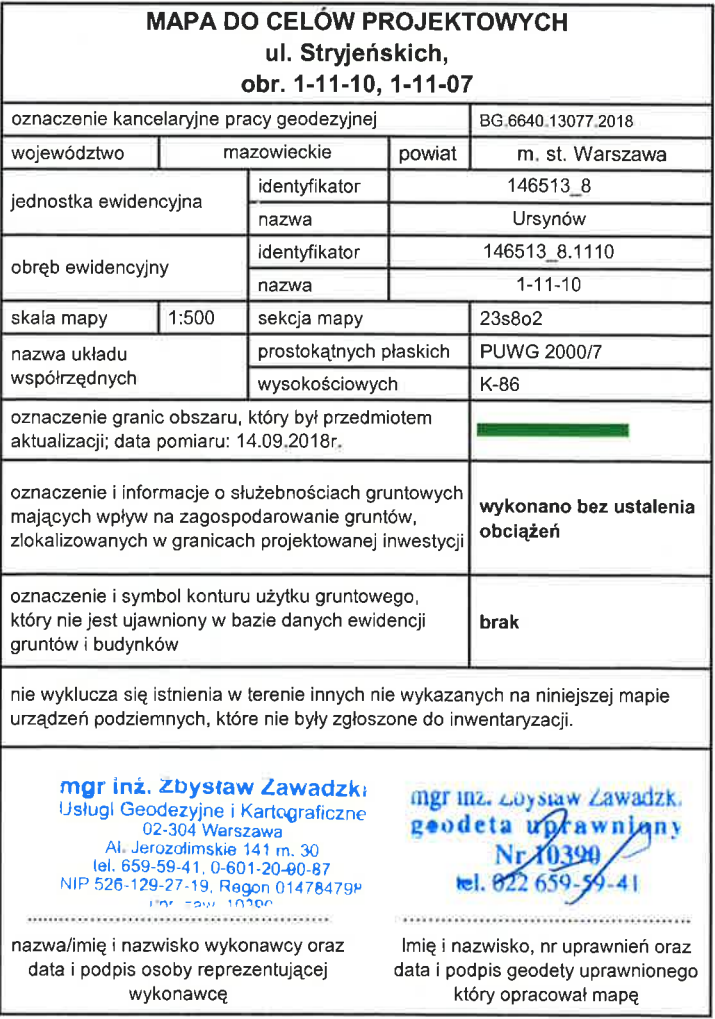 MAPA DO CELÓW PROJEKTOWYCH
ul. Stryjeńskich,
obr. 1-11-10, 1-11-07
oznaczenie kancelaryjne pracy geodezyjnej BG.6640.13077.2018
województwo mazowieckie powiat m. st. Warszawa
jednostka ewidencyjna identyfikator 146513_8
nazwa Ursynów
obręb ewidencyjny identyfikator 146513_8.1110
nazwa 1-11-10
skala mapy 1:500 sekcja mapy 23s8o2
nazwa układu
współrzędnych
prostokątnych płaskich PUWG 2000/7
wysokościowych K-86
oznaczenie granic obszaru, który był przedmiotem
aktualizacji; data pomiaru: 14.09.2018r.
oznaczenie i informacje o służebnościach gruntowych
mających wpływ na zagospodarowanie gruntów,
zlokalizowanych w granicach projektowanej inwestycji
wykonano bez ustalenia
obciążeń
oznaczenie i symbol konturu użytku gruntowego,
który nie jest ujawniony w bazie danych ewidencji
gruntów i budynków
brak
nie wyklucza się istnienia w terenie innych nie wykazanych na niniejszej mapie
urządzeń podziemnych, które nie były zgłoszone do inwentaryzacji.
mgr inż. Zbysław Zawadzki
Usługi Geodezyjne i Kartograficzne
02-304 Warszawa
Al. Jerozolimskie 141 m. 30
tel. 659-59-41, 0-601-20-90-87
NIP 526-129-27-19, Regon
10390
mgr inż. Zbysław Zawadzk.
geodeta uprawniony
Nr 10390
tel. 022 659-59-41
nazwa/imię i nazwisko wykonawcy oraz
data i podpis osoby reprezentującej
wykonawcę
Imię i nazwisko, nr uprawnień oraz
data i podpis geodety uprawnionego
który opracował mapę